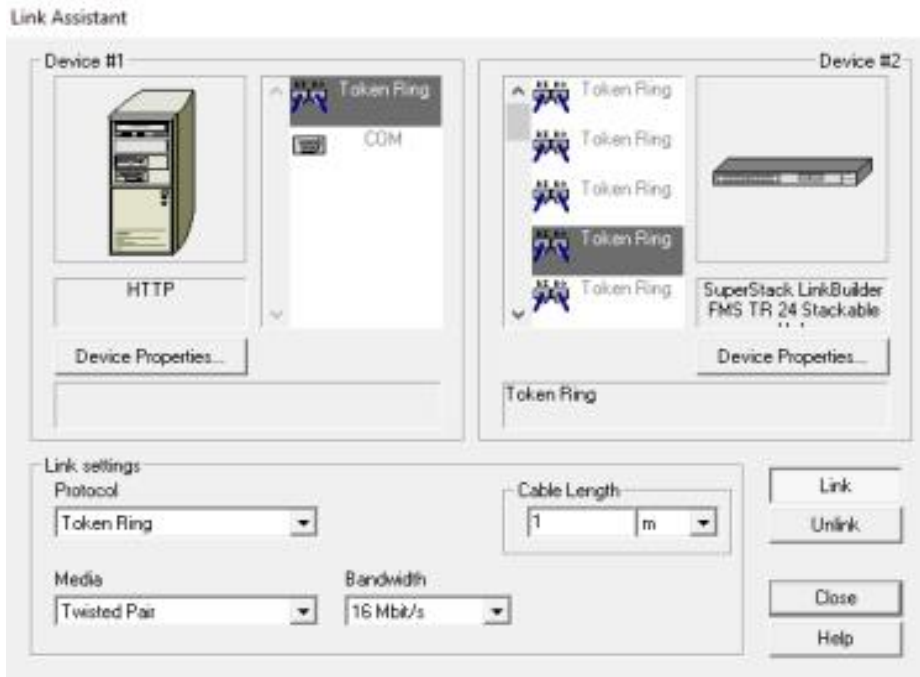 Link Assistant
Device #1
Token Ring
COM
HTTP
Device Properties...
Device #2
Token Ring
Token Ring
Token Ring
Token Ring
Token Ring
SuperStack LinkBuilder
FMS TR 24 Stackable
Device Properties...
Token Ring
Link settings
Protocol
Token Ring
Cable Length
1
m
Media
Twisted Pair
Bandwidth
16 Mbit/s
Link
Unlink
Close
Help